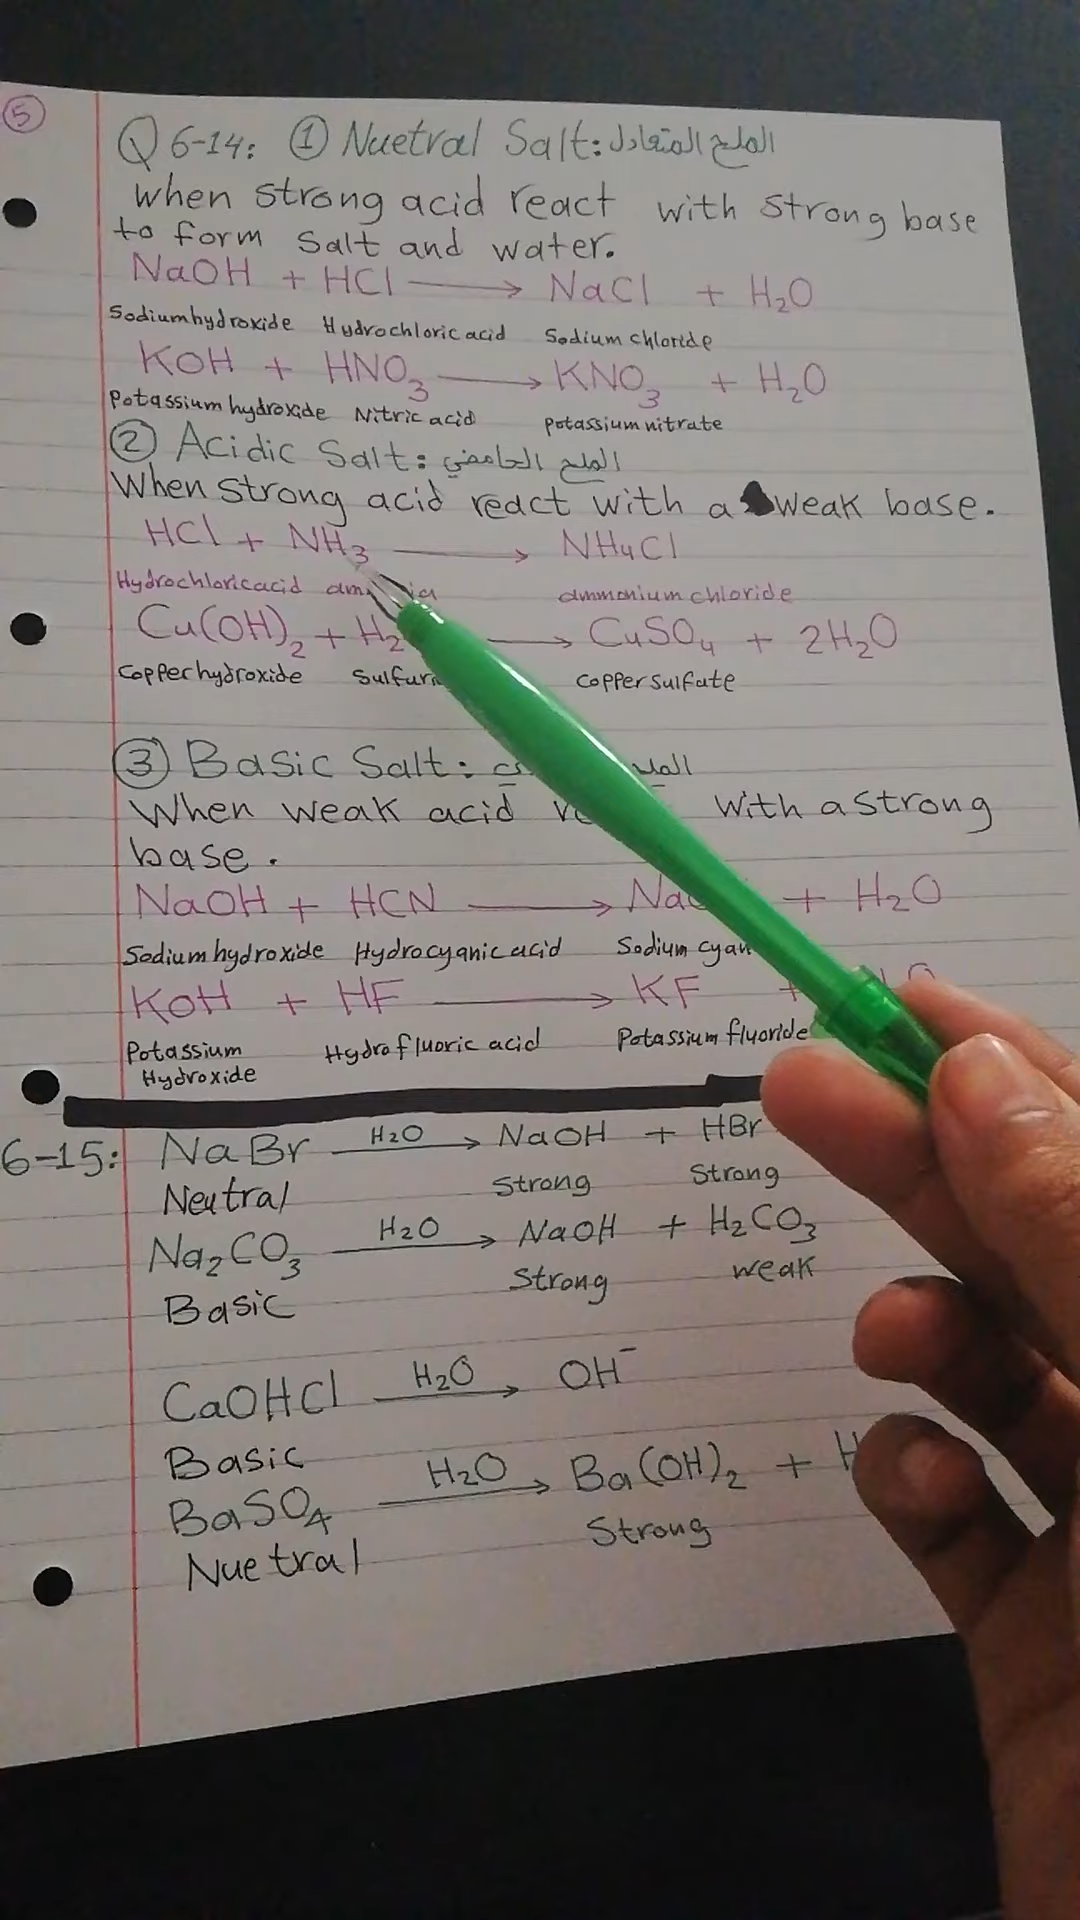 5
Q 6-14: ① Nuetral Salt: الملح المتعادل
when strong acid react with strong base
to form salt and water.
NaOH + HCl → NaCl + H₂O
Sodiumhydroxide Hydrochloric acid Sodium chloride
KOH + HNO₃ → KNO₃ + H₂O
Potassium hydroxide Nitric acid potassium nitrate
② Acidic Salt: الملح الحامضي
When strong acid react with a weak base.
HCl + NH₃ → NH₄Cl
Hydrochloric acid ammonium chloride
Cu(OH)₂ + → CuSO₄ + 2H₂O
Copper hydroxide copper sulfate
③ Basic Salt:
When weak acid with a strong
base.
NaOH + HCN → + H₂O
Sodium hydroxide Hydrocyanic acid Sodium
KOH + HF → KF +
Potassium Hydrofluoric acid Potassium fluoride
Hydroxide
6-15: NaBr H₂O → NaOH + HBr
Neutral Strong Strong
Na₂CO₃ H₂O → NaOH + H₂CO₃
Basic Strong weak
CaOHCl H₂O → OH⁻
Basic
BaSO₄ H₂O → Ba(OH)₂ +
Nuetral Strong